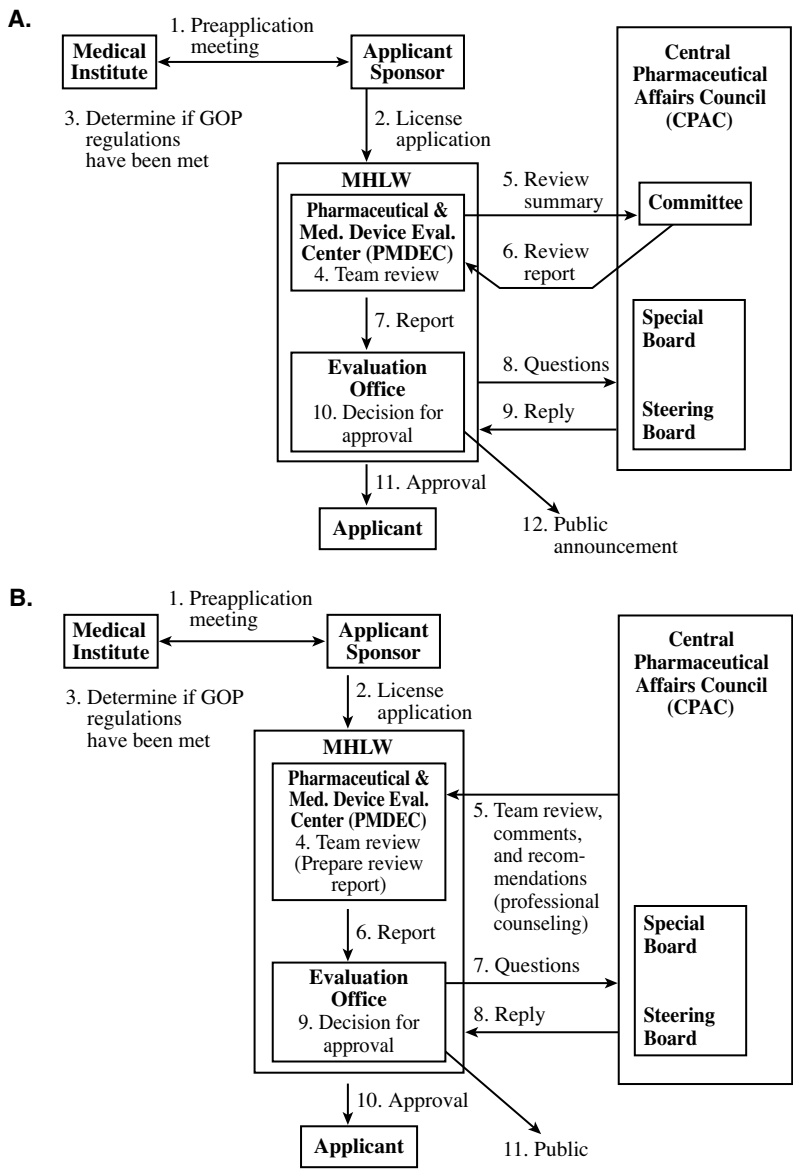 A.
1. Preapplication
meeting
Medical
Institute
Applicant
Sponsor
3. Determine if GOP
regulations
have been met
2. License
application
Central
Pharmaceutical
Affairs Council
(CPAC)
MHLW
Pharmaceutical &
Med. Device Eval.
Center (PMDEC)
4. Team review
5. Review
summary
Committee
6. Review
report
7. Report
Special
Board
Evaluation
Office
10. Decision for
approval
8. Questions
9. Reply
Steering
Board
11. Approval
Applicant
12. Public
announcement
B.
1. Preapplication
meeting
Medical
Institute
Applicant
Sponsor
3. Determine if GOP
regulations
have been met
2. License
application
Central
Pharmaceutical
Affairs Council
(CPAC)
MHLW
Pharmaceutical &
Med. Device Eval.
Center (PMDEC)
4. Team review
(Prepare review
report)
5. Team review,
comments,
and recom-
mendations
(professional
counseling)
6. Report
Special
Board
Evaluation
Office
9. Decision for
approval
7. Questions
8. Reply
Steering
Board
10. Approval
Applicant
11. Public